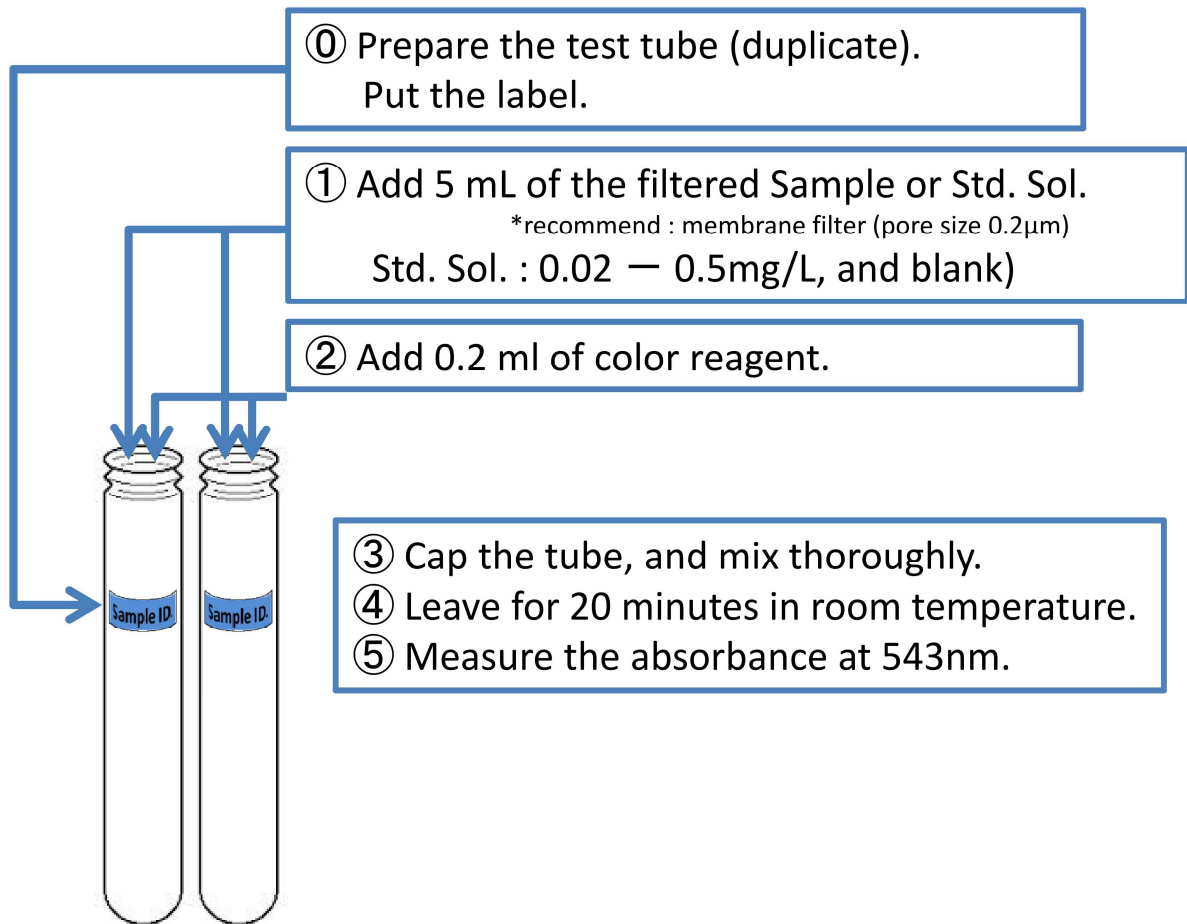 ⓪ Prepare the test tube (duplicate).
Put the label.
① Add 5 mL of the filtered Sample or Std. Sol.
*recommend : membrane filter (pore size 0.2μm)
Std. Sol. : 0.02 － 0.5mg/L, and blank)
② Add 0.2 ml of color reagent.
Sample ID.
Sample ID.
③ Cap the tube, and mix thoroughly.
④ Leave for 20 minutes in room temperature.
⑤ Measure the absorbance at 543nm.